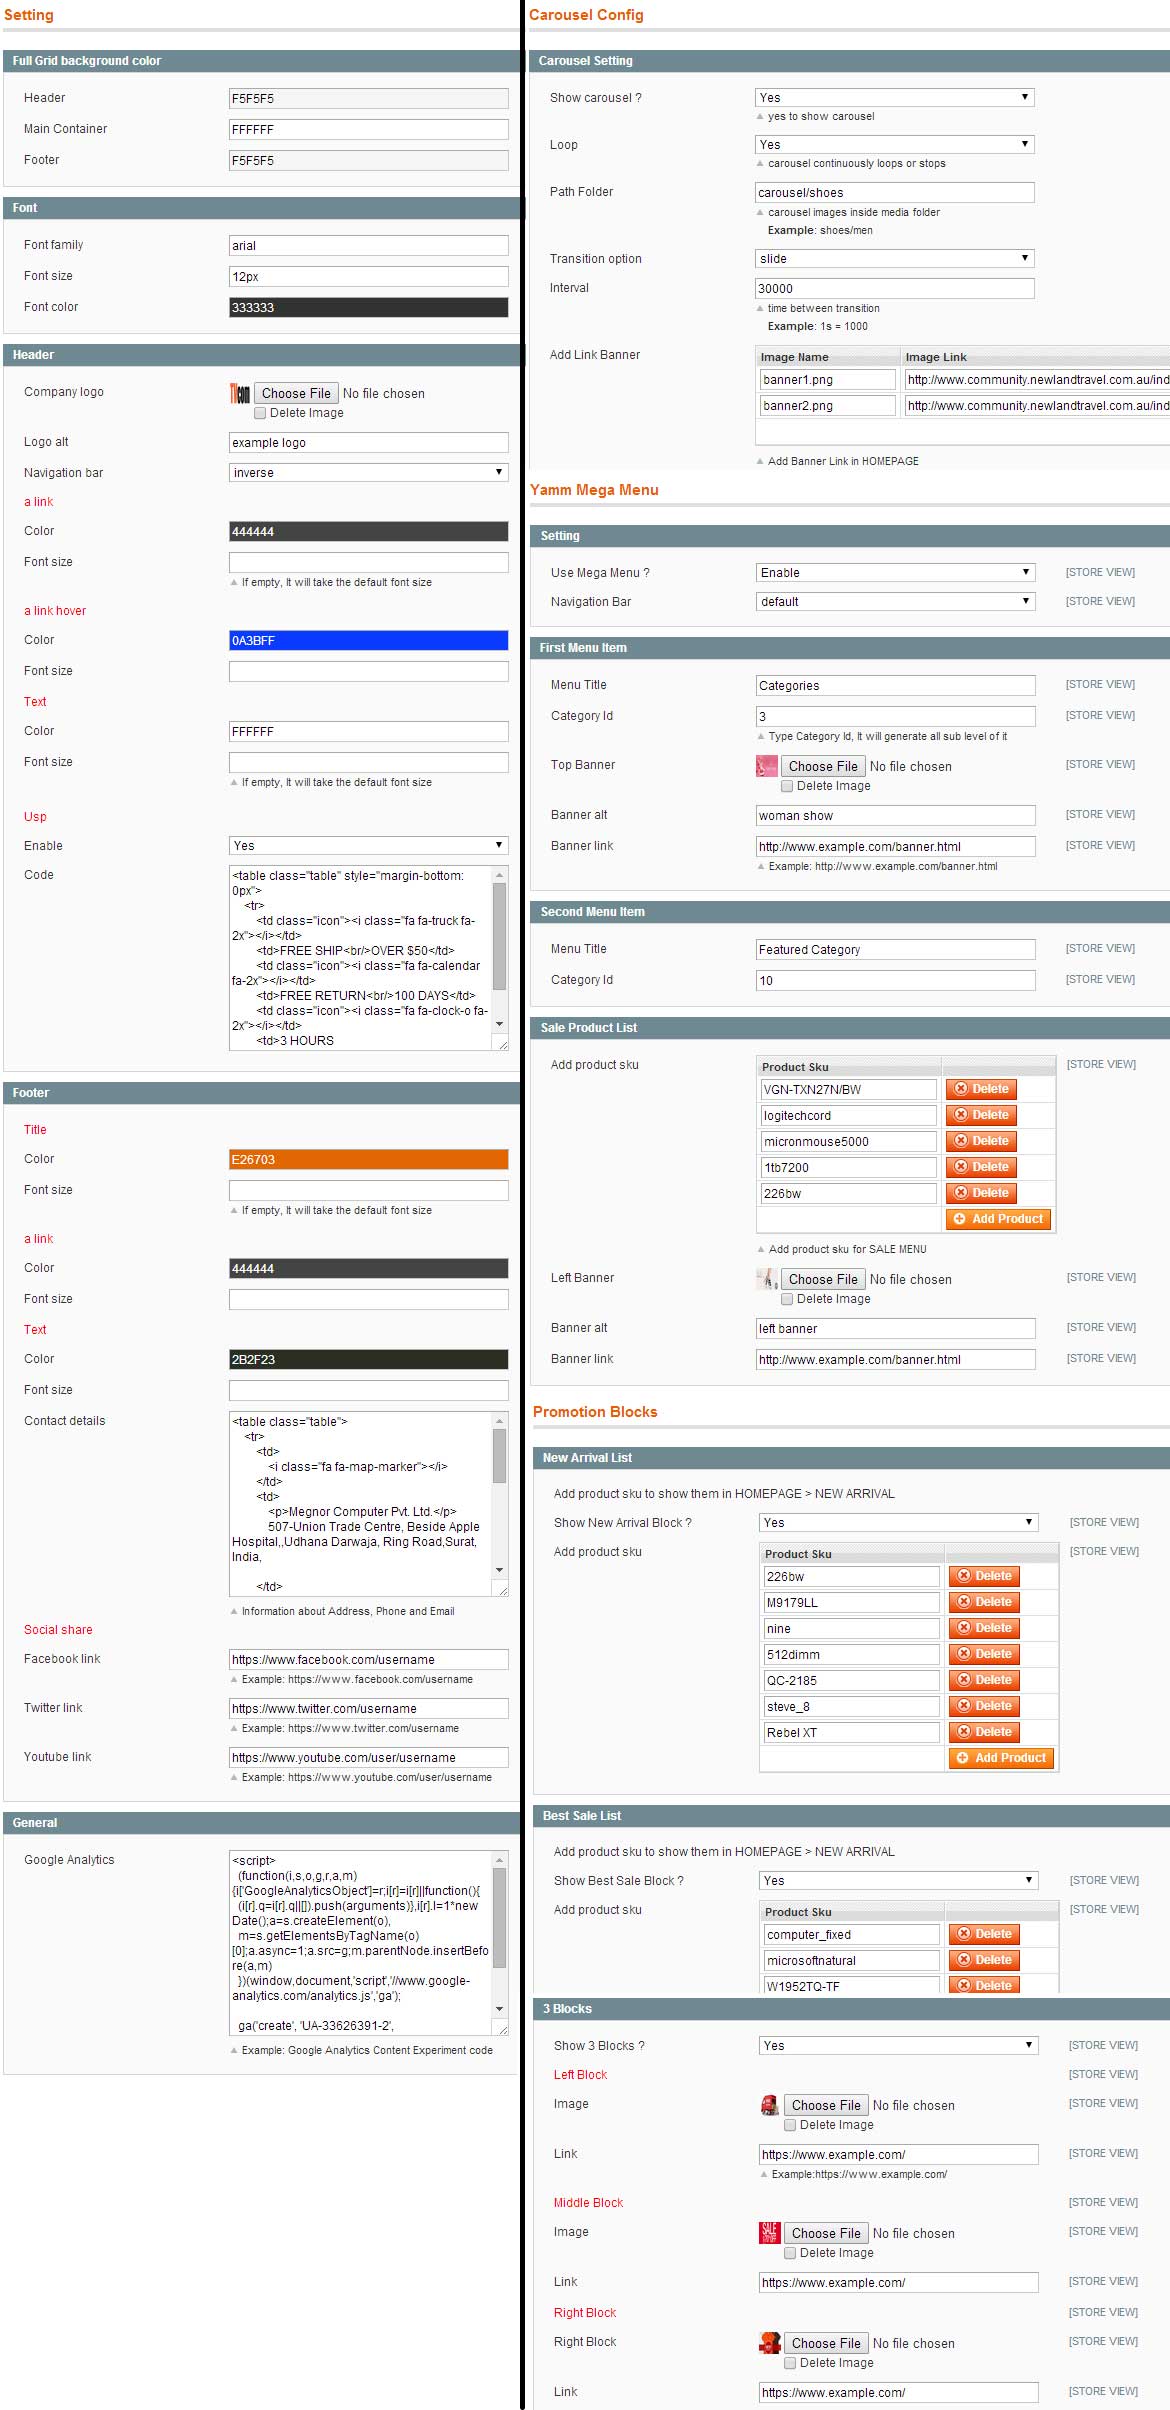 Setting
Full Grid background color
Header
F5F5F5
Main Container
FFFFFF
Footer
F5F5F5
Font
Font family
arial
Font size
12px
Font color
333333
Header
Company logo
Choose File No file chosen
Delete Image
Logo alt
example logo
Navigation bar
inverse
a link
Color
444444
Font size
If empty, It will take the default font size
a link hover
Color
0A3BFF
Font size
Text
Color
FFFFFF
Font size
If empty, It will take the default font size
Usp
Enable
Yes
Code
<table class="table" style="margin-bottom:
0px">
<tr>
<td class="icon"><i class="fa fa-truck fa-
2x"></i></td>
<td>FREE SHIP<br/>OVER $50</td>
<td class="icon"><i class="fa fa-calendar
fa-2x"></i></td>
<td>FREE RETURN<br/>100 DAYS</td>
<td class="icon"><i class="fa fa-clock-o fa-
2x"></i></td>
<td>3 HOURS
Footer
Title
Color
E26703
Font size
If empty, It will take the default font size
a link
Color
444444
Font size
Text
Color
2B2F23
Font size
Contact details
<table class="table">
<tr>
<td>
<i class="fa fa-map-marker"></i>
</td>
<td>
<p>Megnor Computer Pvt. Ltd.</p>
507-Union Trade Centre, Beside Apple
Hospital,,Udhana Darwaja, Ring Road,Surat,
India,
</td>
Information about Address, Phone and Email
Social share
Facebook link
https://www.facebook.com/username
Example: https://www.facebook.com/username
Twitter link
https://www.twitter.com/username
Example: https://www.twitter.com/username
Youtube link
https://www.youtube.com/user/username
Example: https://www.youtube.com/user/username
General
Google Analytics
<script>
(function(i,s,o,g,r,a,m)
{i['GoogleAnalyticsObject']=r;i[r]=i[r]||function(){
(i[r].q=i[r].q||[]).push(arguments)},i[r].l=1*new
Date();a=s.createElement(o),
m=s.getElementsByTagName(o)
[0];a.async=1;a.src=g;m.parentNode.insertBefo
re(a,m)
})(window,document,'script','//www.google-
analytics.com/analytics.js','ga');
ga('create', 'UA-33626391-2',
Example: Google Analytics Content Experiment code
Carousel Config
Carousel Setting
Show carousel ?
Yes
yes to show carousel
Loop
Yes
carousel continuously loops or stops
Path Folder
carousel/shoes
carousel images inside media folder
Example: shoes/men
Transition option
slide
Interval
30000
time between transition
Example: 1s = 1000
Add Link Banner
Image Name Image Link
banner1.png http://www.community.newlandtravel.com.au/ind
banner2.png http://www.community.newlandtravel.com.au/ind
Add Banner Link in HOMEPAGE
Yamm Mega Menu
Setting
Use Mega Menu ?
Enable
[STORE VIEW]
Navigation Bar
default
[STORE VIEW]
First Menu Item
Menu Title
Categories
[STORE VIEW]
Category Id
3
[STORE VIEW]
Type Category Id, It will generate all sub level of it
Top Banner
Choose File No file chosen
[STORE VIEW]
Delete Image
Banner alt
woman show
[STORE VIEW]
Banner link
http://www.example.com/banner.html
[STORE VIEW]
Example: http://www.example.com/banner.html
Second Menu Item
Menu Title
Featured Category
[STORE VIEW]
Category Id
10
[STORE VIEW]
Sale Product List
Add product sku
Product Sku
[STORE VIEW]
VGN-TXN27N/BW Delete
logitechcord Delete
micronmouse5000 Delete
1tb7200 Delete
226bw Delete
Add Product
Add product sku for SALE MENU
Left Banner
Choose File No file chosen
[STORE VIEW]
Delete Image
Banner alt
left banner
[STORE VIEW]
Banner link
http://www.example.com/banner.html
[STORE VIEW]
Promotion Blocks
New Arrival List
Add product sku to show them in HOMEPAGE > NEW ARRIVAL
Show New Arrival Block ?
Yes
[STORE VIEW]
Add product sku
Product Sku
[STORE VIEW]
226bw Delete
M9179LL Delete
nine Delete
512dimm Delete
QC-2185 Delete
steve_8 Delete
Rebel XT Delete
Add Product
Best Sale List
Add product sku to show them in HOMEPAGE > NEW ARRIVAL
Show Best Sale Block ?
Yes
[STORE VIEW]
Add product sku
Product Sku
[STORE VIEW]
computer_fixed Delete
microsoftnatural Delete
W1952TQ-TF Delete
3 Blocks
Show 3 Blocks ?
Yes
[STORE VIEW]
Left Block
[STORE VIEW]
Image
Choose File No file chosen
[STORE VIEW]
Delete Image
Link
https://www.example.com/
[STORE VIEW]
Example:https://www.example.com/
Middle Block
[STORE VIEW]
Image
SALE
Choose File No file chosen
[STORE VIEW]
Delete Image
Link
https://www.example.com/
[STORE VIEW]
Right Block
[STORE VIEW]
Right Block
Choose File No file chosen
[STORE VIEW]
Delete Image
Link
https://www.example.com/
[STORE VIEW]